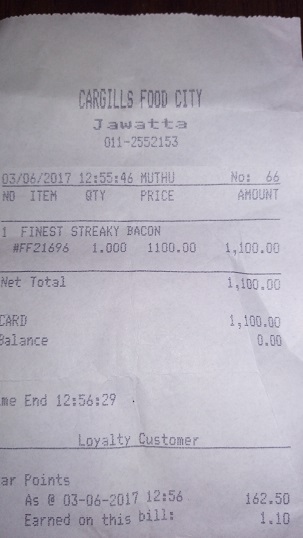 CARGILLS FOOD CITY
Jawatta
011-2552153
03/06/2017 12:55:46 MUTHU No: 66
NO ITEM QTY PRICE AMOUNT
1 FINEST STREAKY BACON
#FF21696 1.000 1100.00 1,100.00
Net Total 1,100.00
CARD 1,100.00
Balance 0.00
me End 12:56:29
Loyalty Customer
ar Points
As @ 03-06-2017 12:56 162.50
Earned on this bill: 1.10